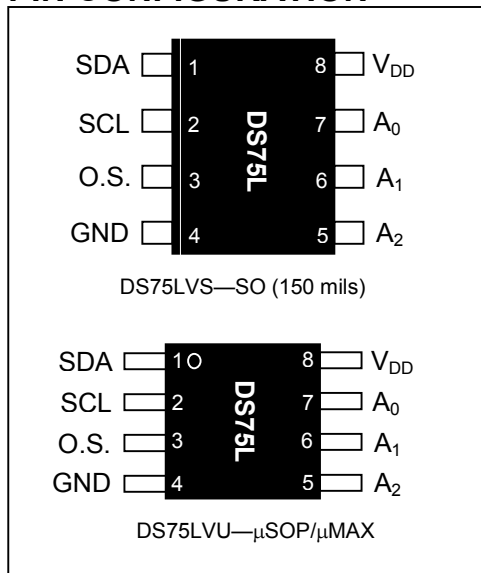 PIN CONFIGURATION
SDA 1 8 V_DD
SCL 2 7 A₀
O.S. 3 6 A₁
GND 4 5 A₂
DS75L
DS75LVS—SO (150 mils)
SDA 1 8 V_DD
SCL 2 7 A₀
O.S. 3 6 A₁
GND 4 5 A₂
DS75L
DS75LVU—μSOP/μMAX